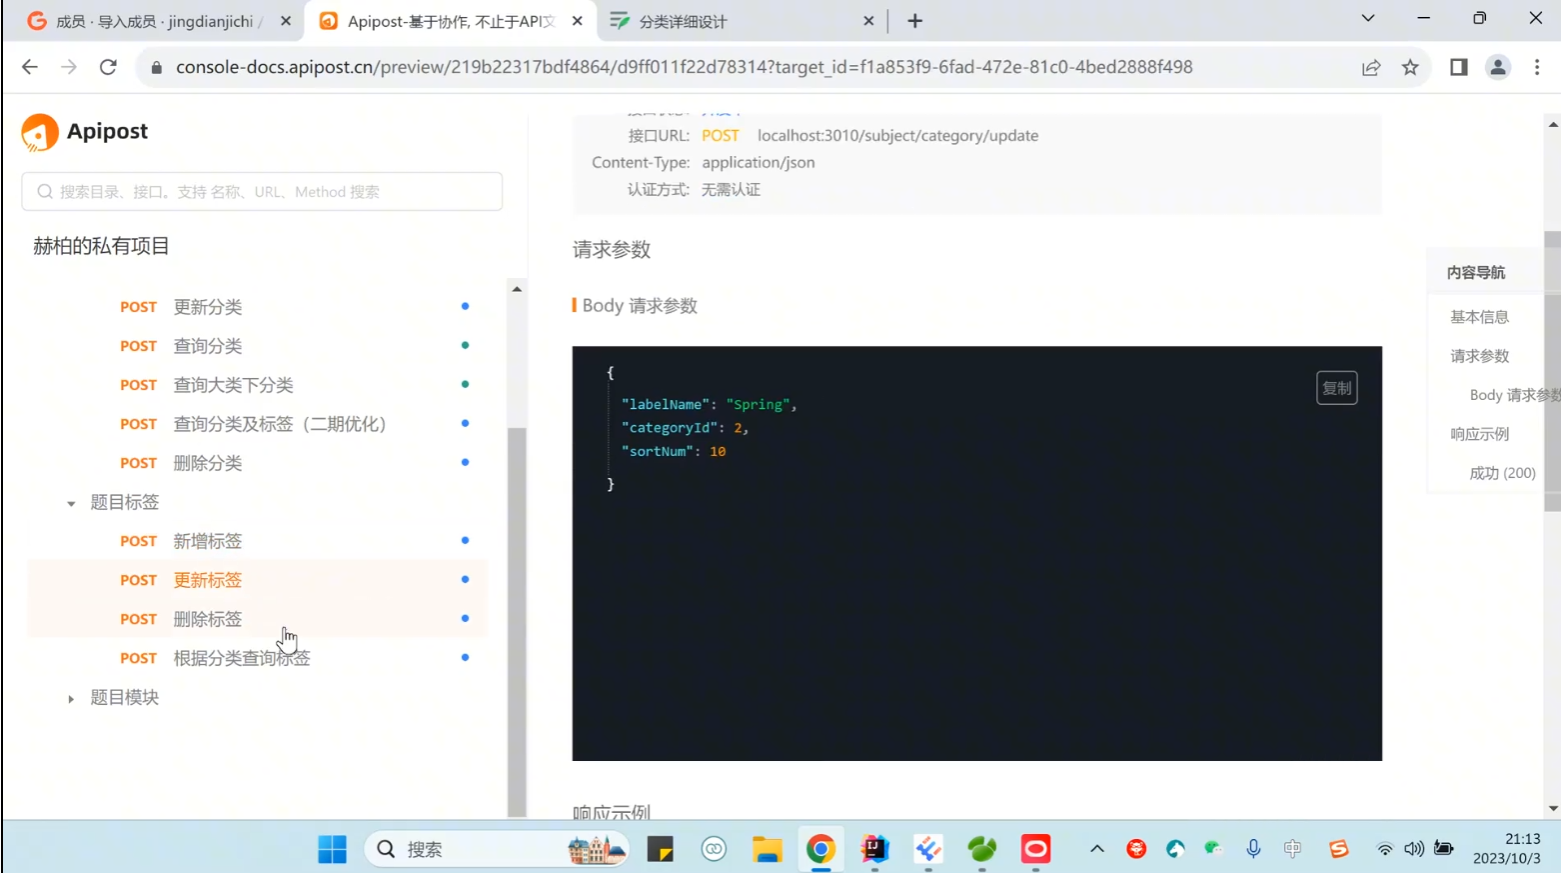 成员 · 导入成员 · jingdianjichi /
Apipost-基于协作, 不止于API文
分类详细设计
console-docs.apipost.cn/preview/219b22317bdf4864/d9ff011f22d78314?target_id=f1a853f9-6fad-472e-81c0-4bed2888f498
Apipost
搜索目录、接口。支持 名称、URL、Method 搜索
赫柏的私有项目
POST 更新分类
POST 查询分类
POST 查询大类下分类
POST 查询分类及标签（二期优化）
POST 删除分类
题目标签
POST 新增标签
POST 更新标签
POST 删除标签
POST 根据分类查询标签
题目模块
接口URL: POST localhost:3010/subject/category/update
Content-Type: application/json
认证方式: 无需认证
请求参数
Body 请求参数
{
"labelName": "Spring",
"categoryId": 2,
"sortNum": 10
}
复制
响应示例
内容导航
基本信息
请求参数
Body 请求参数
响应示例
成功 (200)
搜索
中
21:13
2023/10/3